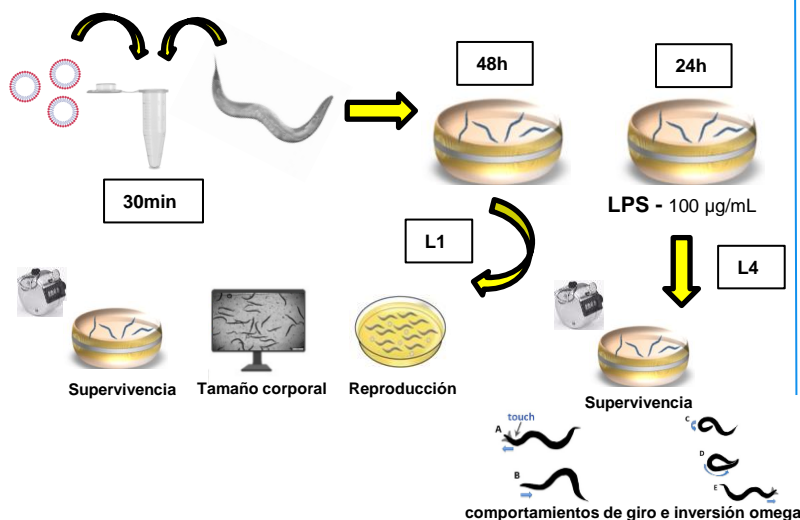 48h
24h
30min
LPS - 100 µg/mL
L1
L4
Supervivencia
Tamaño corporal
Reproducción
Supervivencia
touch
A
B
C
D
E
comportamientos de giro e inversión omega